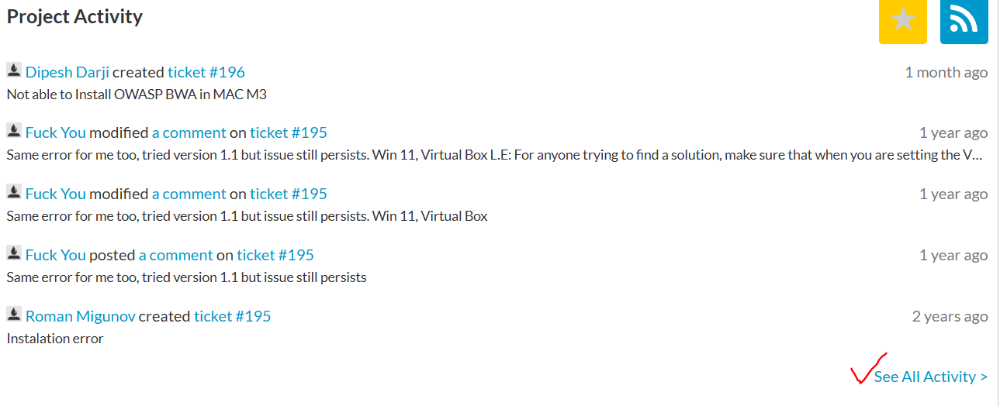 Project Activity
Dipesh Darji created ticket #196
1 month ago
Not able to Install OWASP BWA in MAC M3
Fuck You modified a comment on ticket #195
1 year ago
Same error for me too, tried version 1.1 but issue still persists. Win 11, Virtual Box L.E: For anyone trying to find a solution, make sure that when you are setting the V...
Fuck You modified a comment on ticket #195
1 year ago
Same error for me too, tried version 1.1 but issue still persists. Win 11, Virtual Box
Fuck You posted a comment on ticket #195
1 year ago
Same error for me too, tried version 1.1 but issue still persists
Roman Migunov created ticket #195
2 years ago
Instalation error
See All Activity >